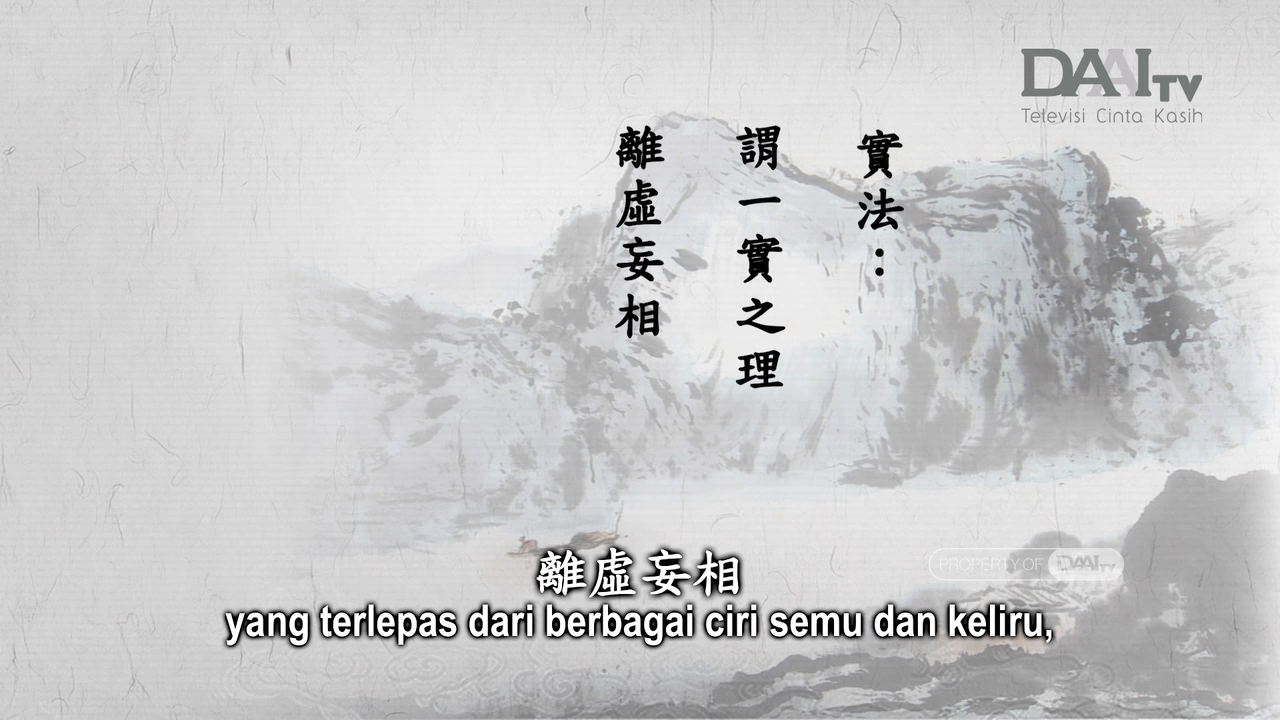 DAAI TV
Televisi Cinta Kasih
實法：
謂一實之理
離虛妄相
PROPERTY OF DAAI TV
離虛妄相
yang terlepas dari berbagai ciri semu dan keliru,